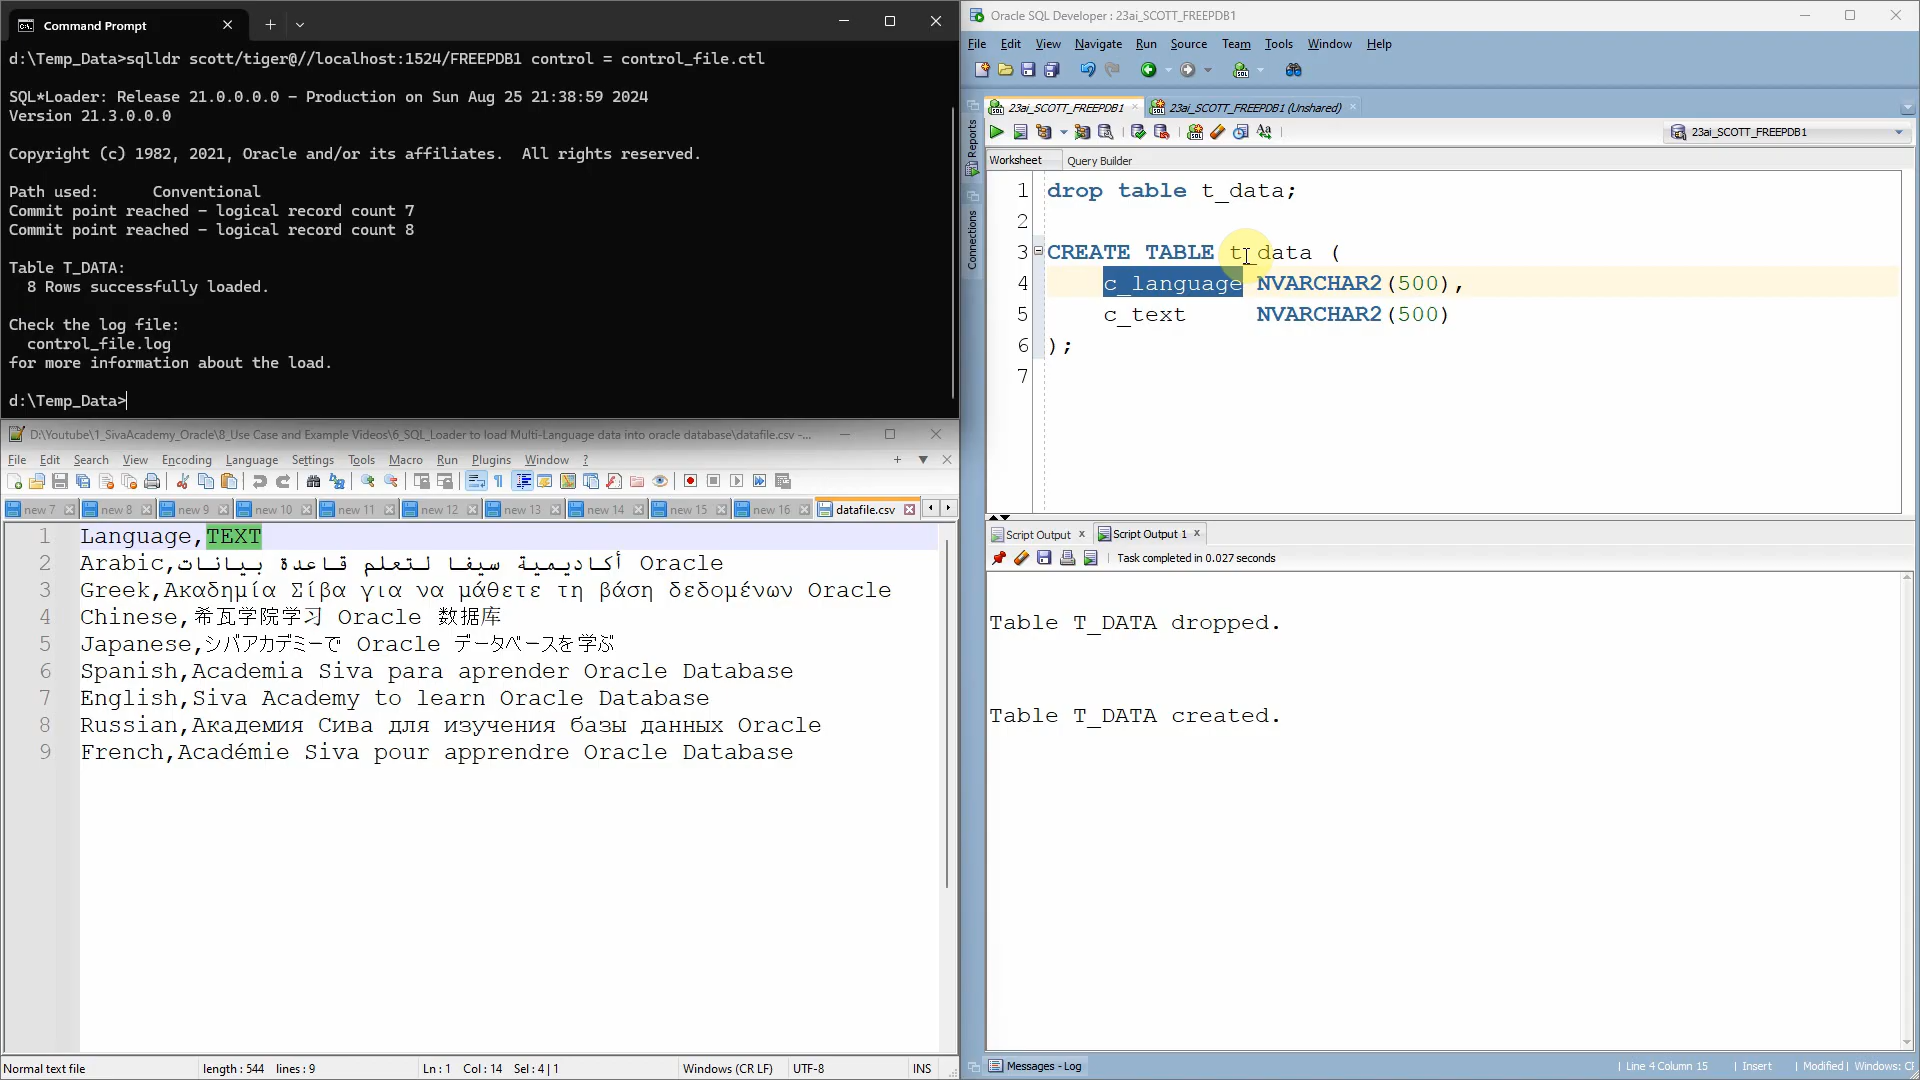 Command Prompt
d:\Temp_Data>sqlldr scott/tiger@//localhost:1524/FREEPDB1 control = control_file.ctl
SQL*Loader: Release 21.0.0.0.0 - Production on Sun Aug 25 21:38:59 2024
Version 21.3.0.0.0
Copyright (c) 1982, 2021, Oracle and/or its affiliates.  All rights reserved.
Path used:      Conventional
Commit point reached - logical record count 7
Commit point reached - logical record count 8
Table T_DATA:
  8 Rows successfully loaded.
Check the log file:
  control_file.log
for more information about the load.
d:\Temp_Data>
D:\Youtube\1_SivaAcademy_Oracle\8_Use Case and Example Videos\6_SQL_Loader to load Multi-Language data into oracle database\datafile.csv -...
File Edit Search View Encoding Language Settings Tools Macro Run Plugins Window ?
new 7 new 8 new 9 new 10 new 11 new 12 new 13 new 14 new 15 new 16 datafile.csv
1 Language,TEXT
2 Arabic,أكاديمية سيفا لتعلم قاعدة بيانات Oracle
3 Greek,Ακαδημία Σίβα για να μάθετε τη βάση δεδομένων Oracle
4 Chinese,希瓦学院学习 Oracle 数据库
5 Japanese,シバアカデミーで Oracle データベースを学ぶ
6 Spanish,Academia Siva para aprender Oracle Database
7 English,Siva Academy to learn Oracle Database
8 Russian,Академия Сива для изучения базы данных Oracle
9 French,Académie Siva pour apprendre Oracle Database
Normal text file length : 544 lines : 9 Ln : 1 Col : 14 Sel : 4 | 1 Windows (CR LF) UTF-8 INS
Oracle SQL Developer : 23ai_SCOTT_FREEPDB1
File Edit View Navigate Run Source Team Tools Window Help
23ai_SCOTT_FREEPDB1 23ai_SCOTT_FREEPDB1 (Unshared)
23ai_SCOTT_FREEPDB1
Reports
Connections
Worksheet Query Builder
1 drop table t_data;
2
3 CREATE TABLE t_data (
4 c_language NVARCHAR2(500),
5 c_text NVARCHAR2(500)
6 );
7
Script Output Script Output 1
Task completed in 0.027 seconds
Table T_DATA dropped.
Table T_DATA created.
Messages - Log
Line 4 Column 15 Insert Modified Windows: CF